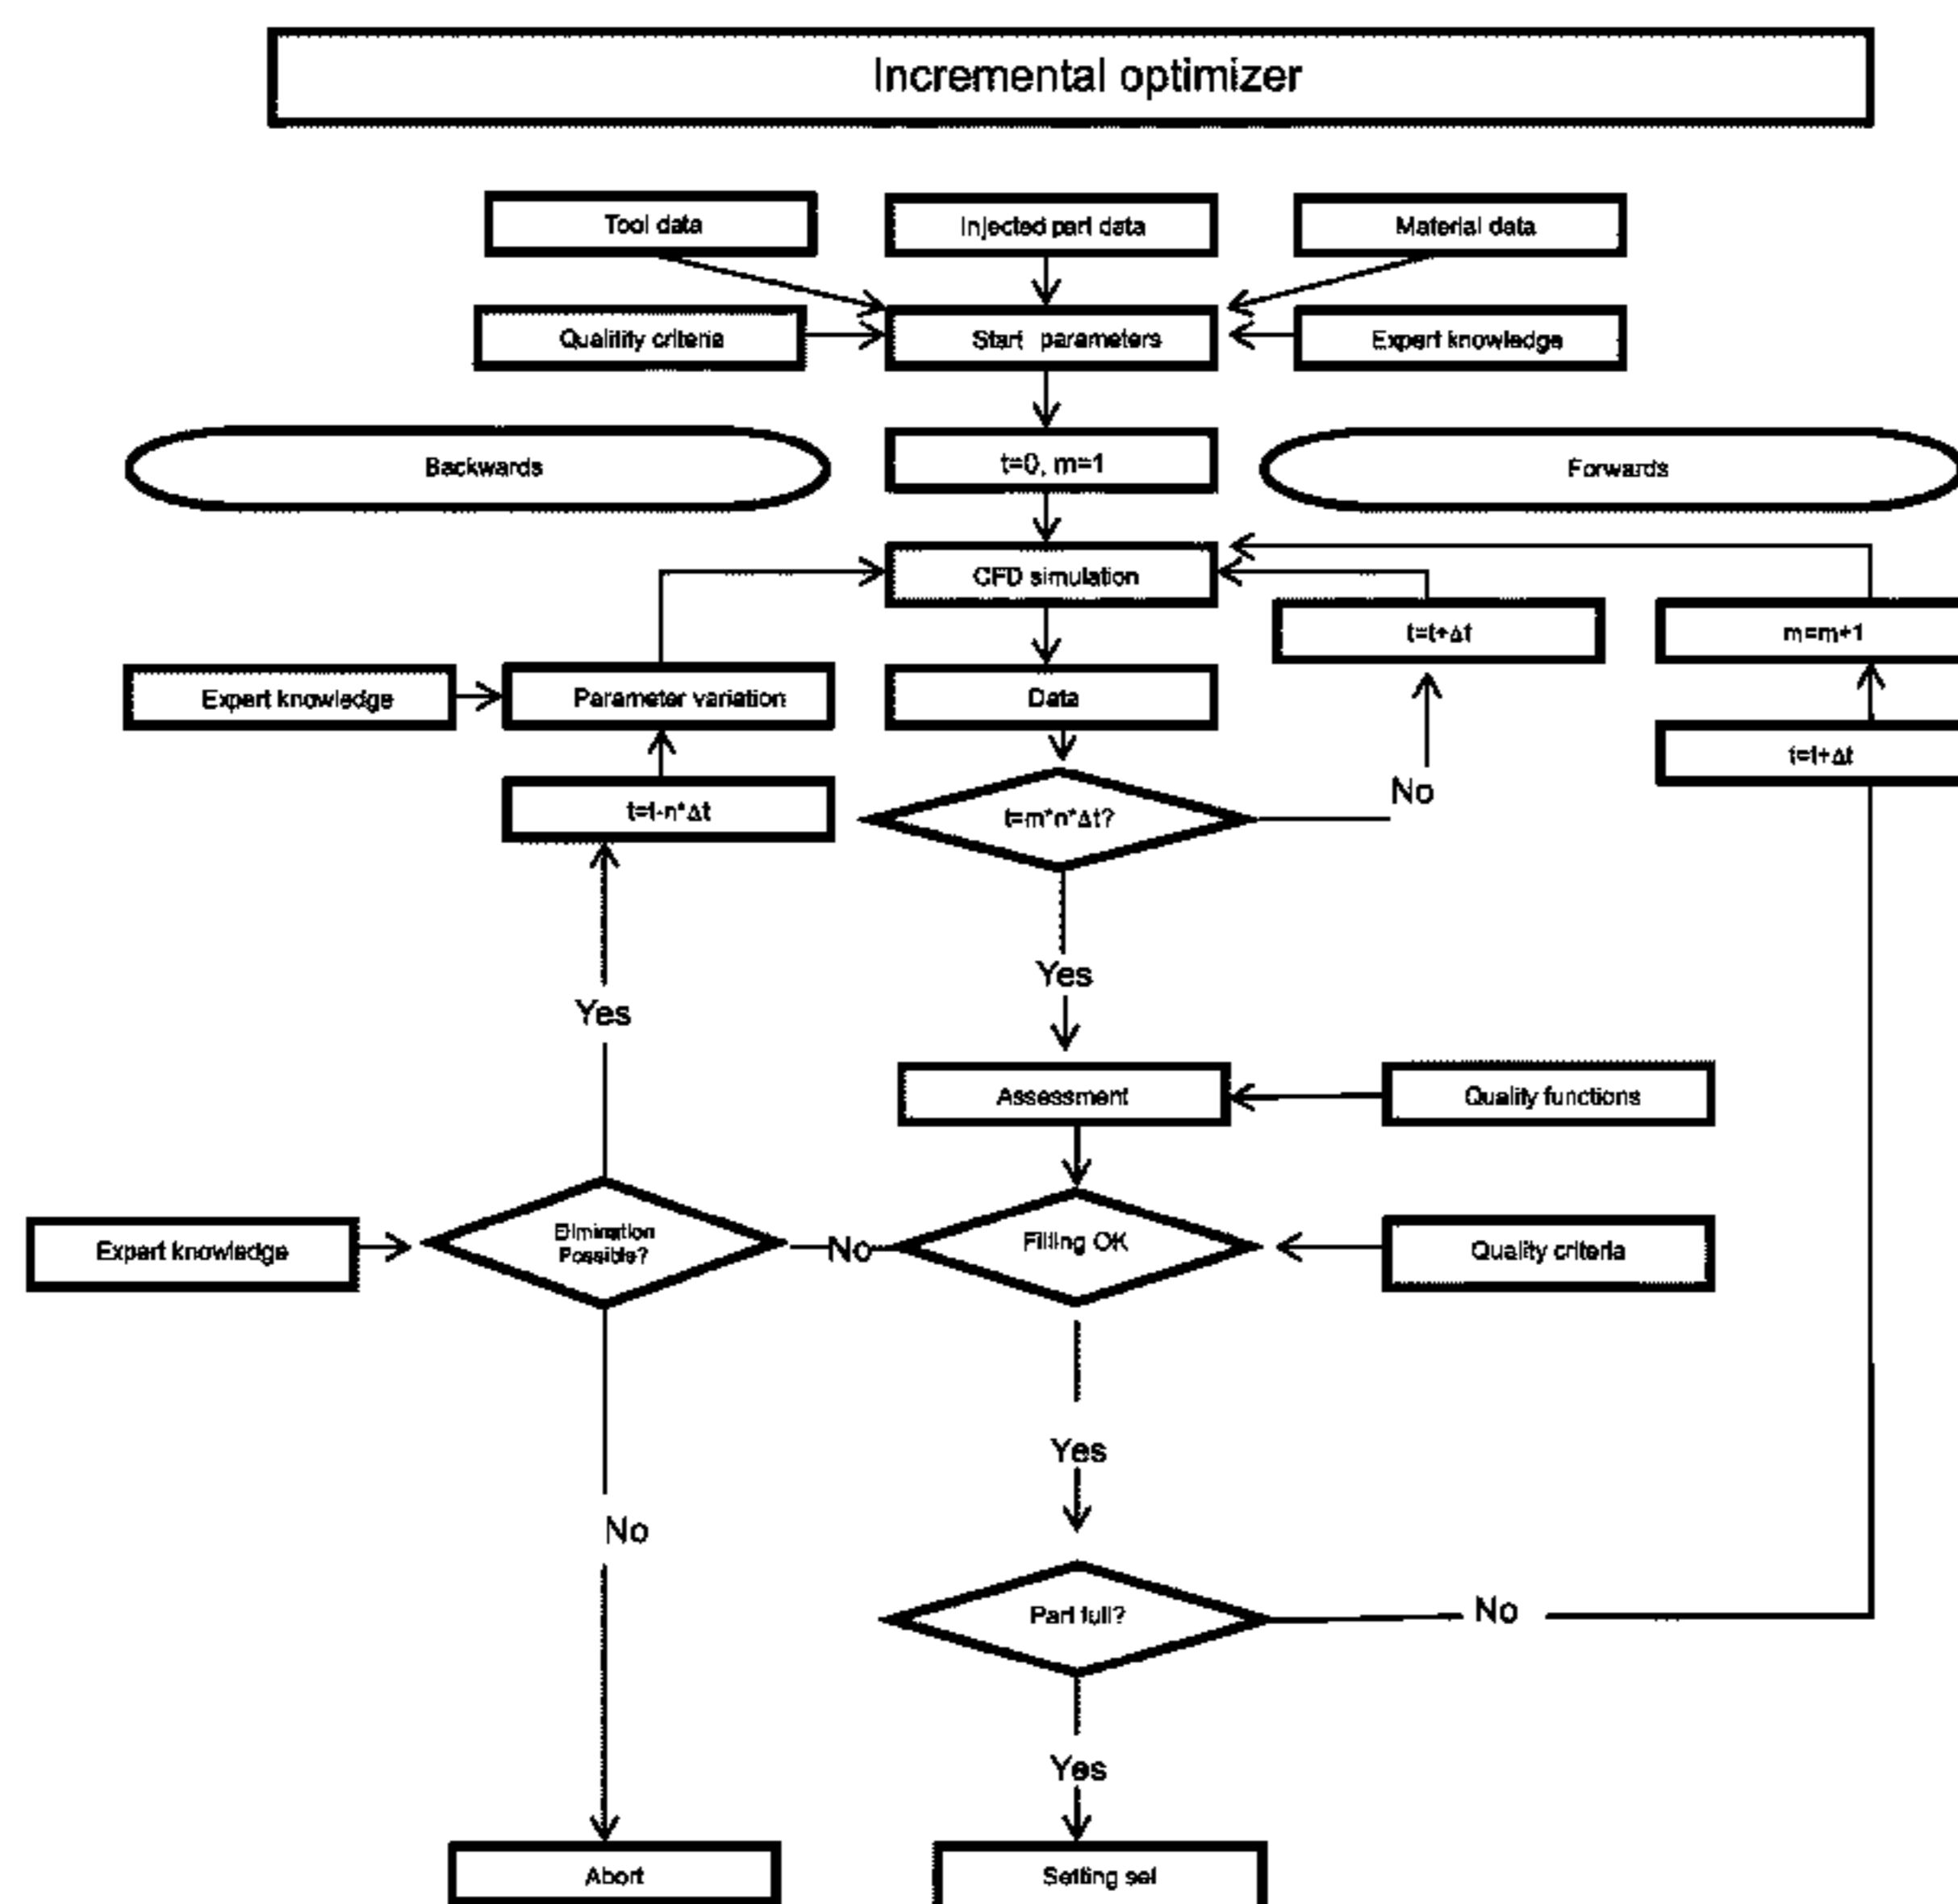 Incremental optimizer
Tool data
Injected part data
Material data
Qualitity criteria
Start parameters
Expert knowledge
Backwards
t=0, m=1
Forwards
CFD simulation
t=t+Δt
m=m+1
Expert knowledge
Parameter variation
Data
t=t+Δt
t=t-n*Δt
t=m*n*Δt?
No
Yes
Yes
Assessment
Quality functions
Expert knowledge
Elimination
Possible?
No
Filling OK
Quality criteria
Yes
No
Part full?
No
Yes
Abort
Setting set